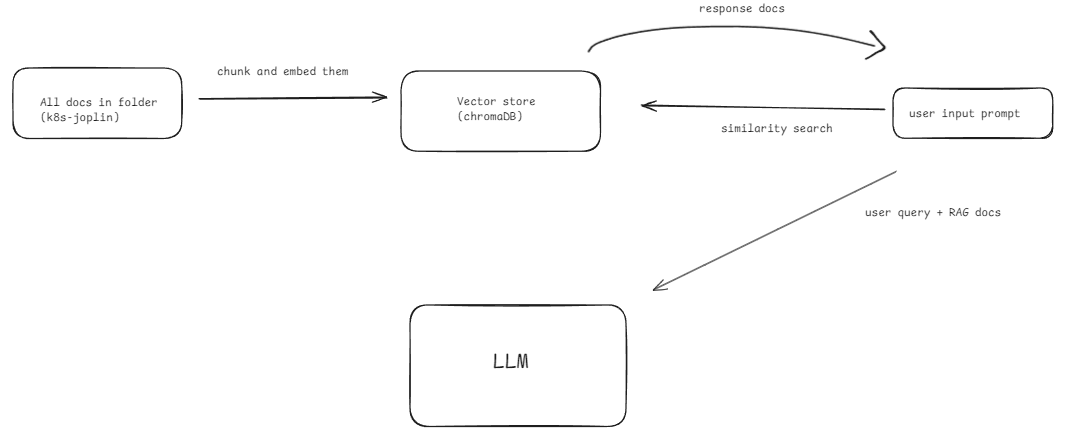 response docs
chunk and embed them
All docs in folder
(k8s-joplin)
Vector store
(chromaDB)
user input prompt
similarity search
user query + RAG docs
LLM